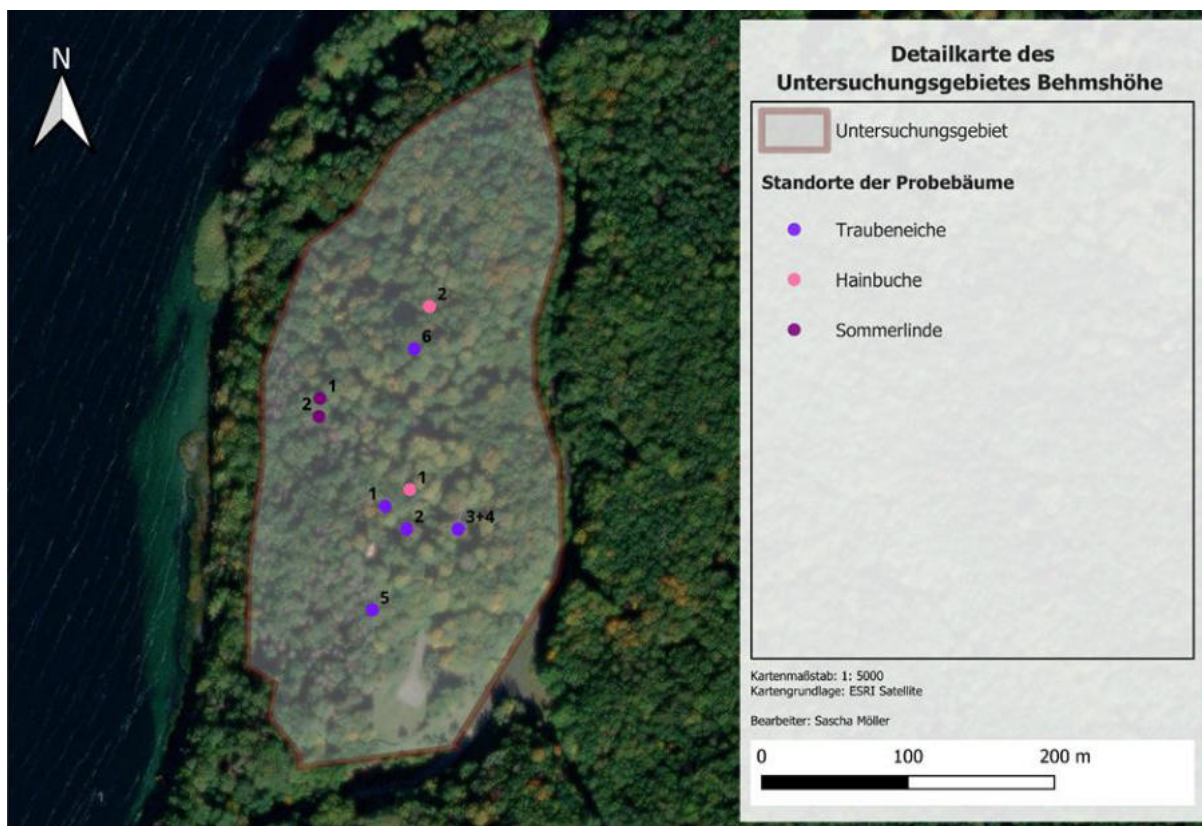 N
2
6
1
2
1
1
2
3+4
5
Detailkarte des
Untersuchungsgebietes Behmshöhe
Untersuchungsgebiet
Standorte der Probebäume
Traubeneiche
Hainbuche
Sommerlinde
Kartenmaßstab: 1: 5000
Kartengrundlage: ESRI Satellite
Bearbeiter: Sascha Möller
0 100 200 m